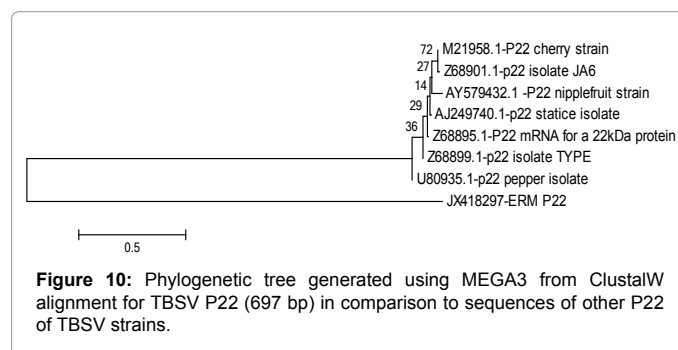 72
M21958.1-P22 cherry strain
27
Z68901.1-p22 isolate JA6
14
AY579432.1 -P22 nipplefruit strain
29
AJ249740.1-p22 statice isolate
36
Z68895.1-P22 mRNA for a 22kDa protein
Z68899.1-p22 isolate TYPE
U80935.1-p22 pepper isolate
JX418297-ERM P22
0.5
Figure 10: Phylogenetic tree generated using MEGA3 from ClustalW
alignment for TBSV P22 (697 bp) in comparison to sequences of other P22
of TBSV strains.